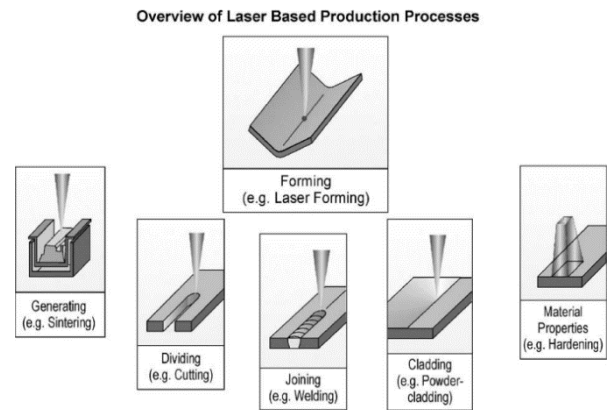 Overview of Laser Based Production Processes
Forming
(e.g. Laser Forming)
Generating
(e.g. Sintering)
Dividing
(e.g. Cutting)
Joining
(e.g. Welding)
Cladding
(e.g. Powder-
cladding)
Material
Properties
(e.g. Hardening)